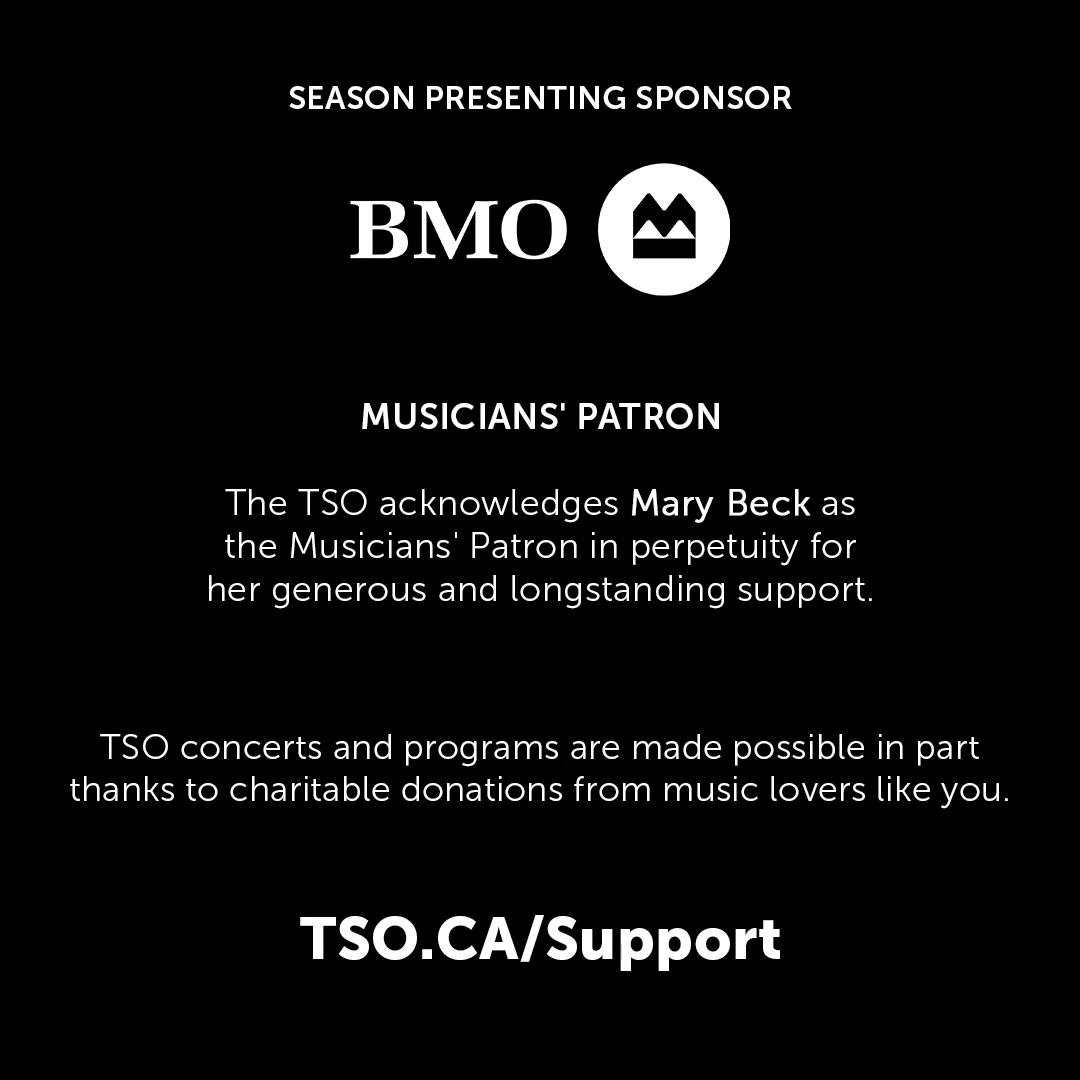 SEASON PRESENTING SPONSOR
BMO
MUSICIANS' PATRON
The TSO acknowledges Mary Beck as
the Musicians' Patron in perpetuity for
her generous and longstanding support.
TSO concerts and programs are made possible in part
thanks to charitable donations from music lovers like you.
TSO.CA/Support